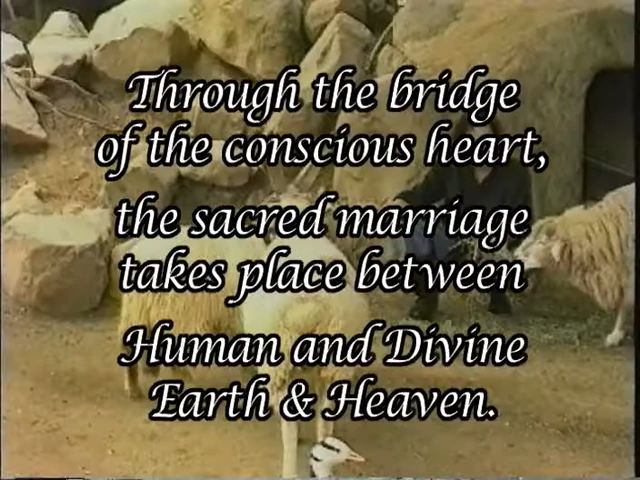 Through the bridge
of the conscious heart,
the sacred marriage
takes place between
Human and Divine
Earth & Heaven.